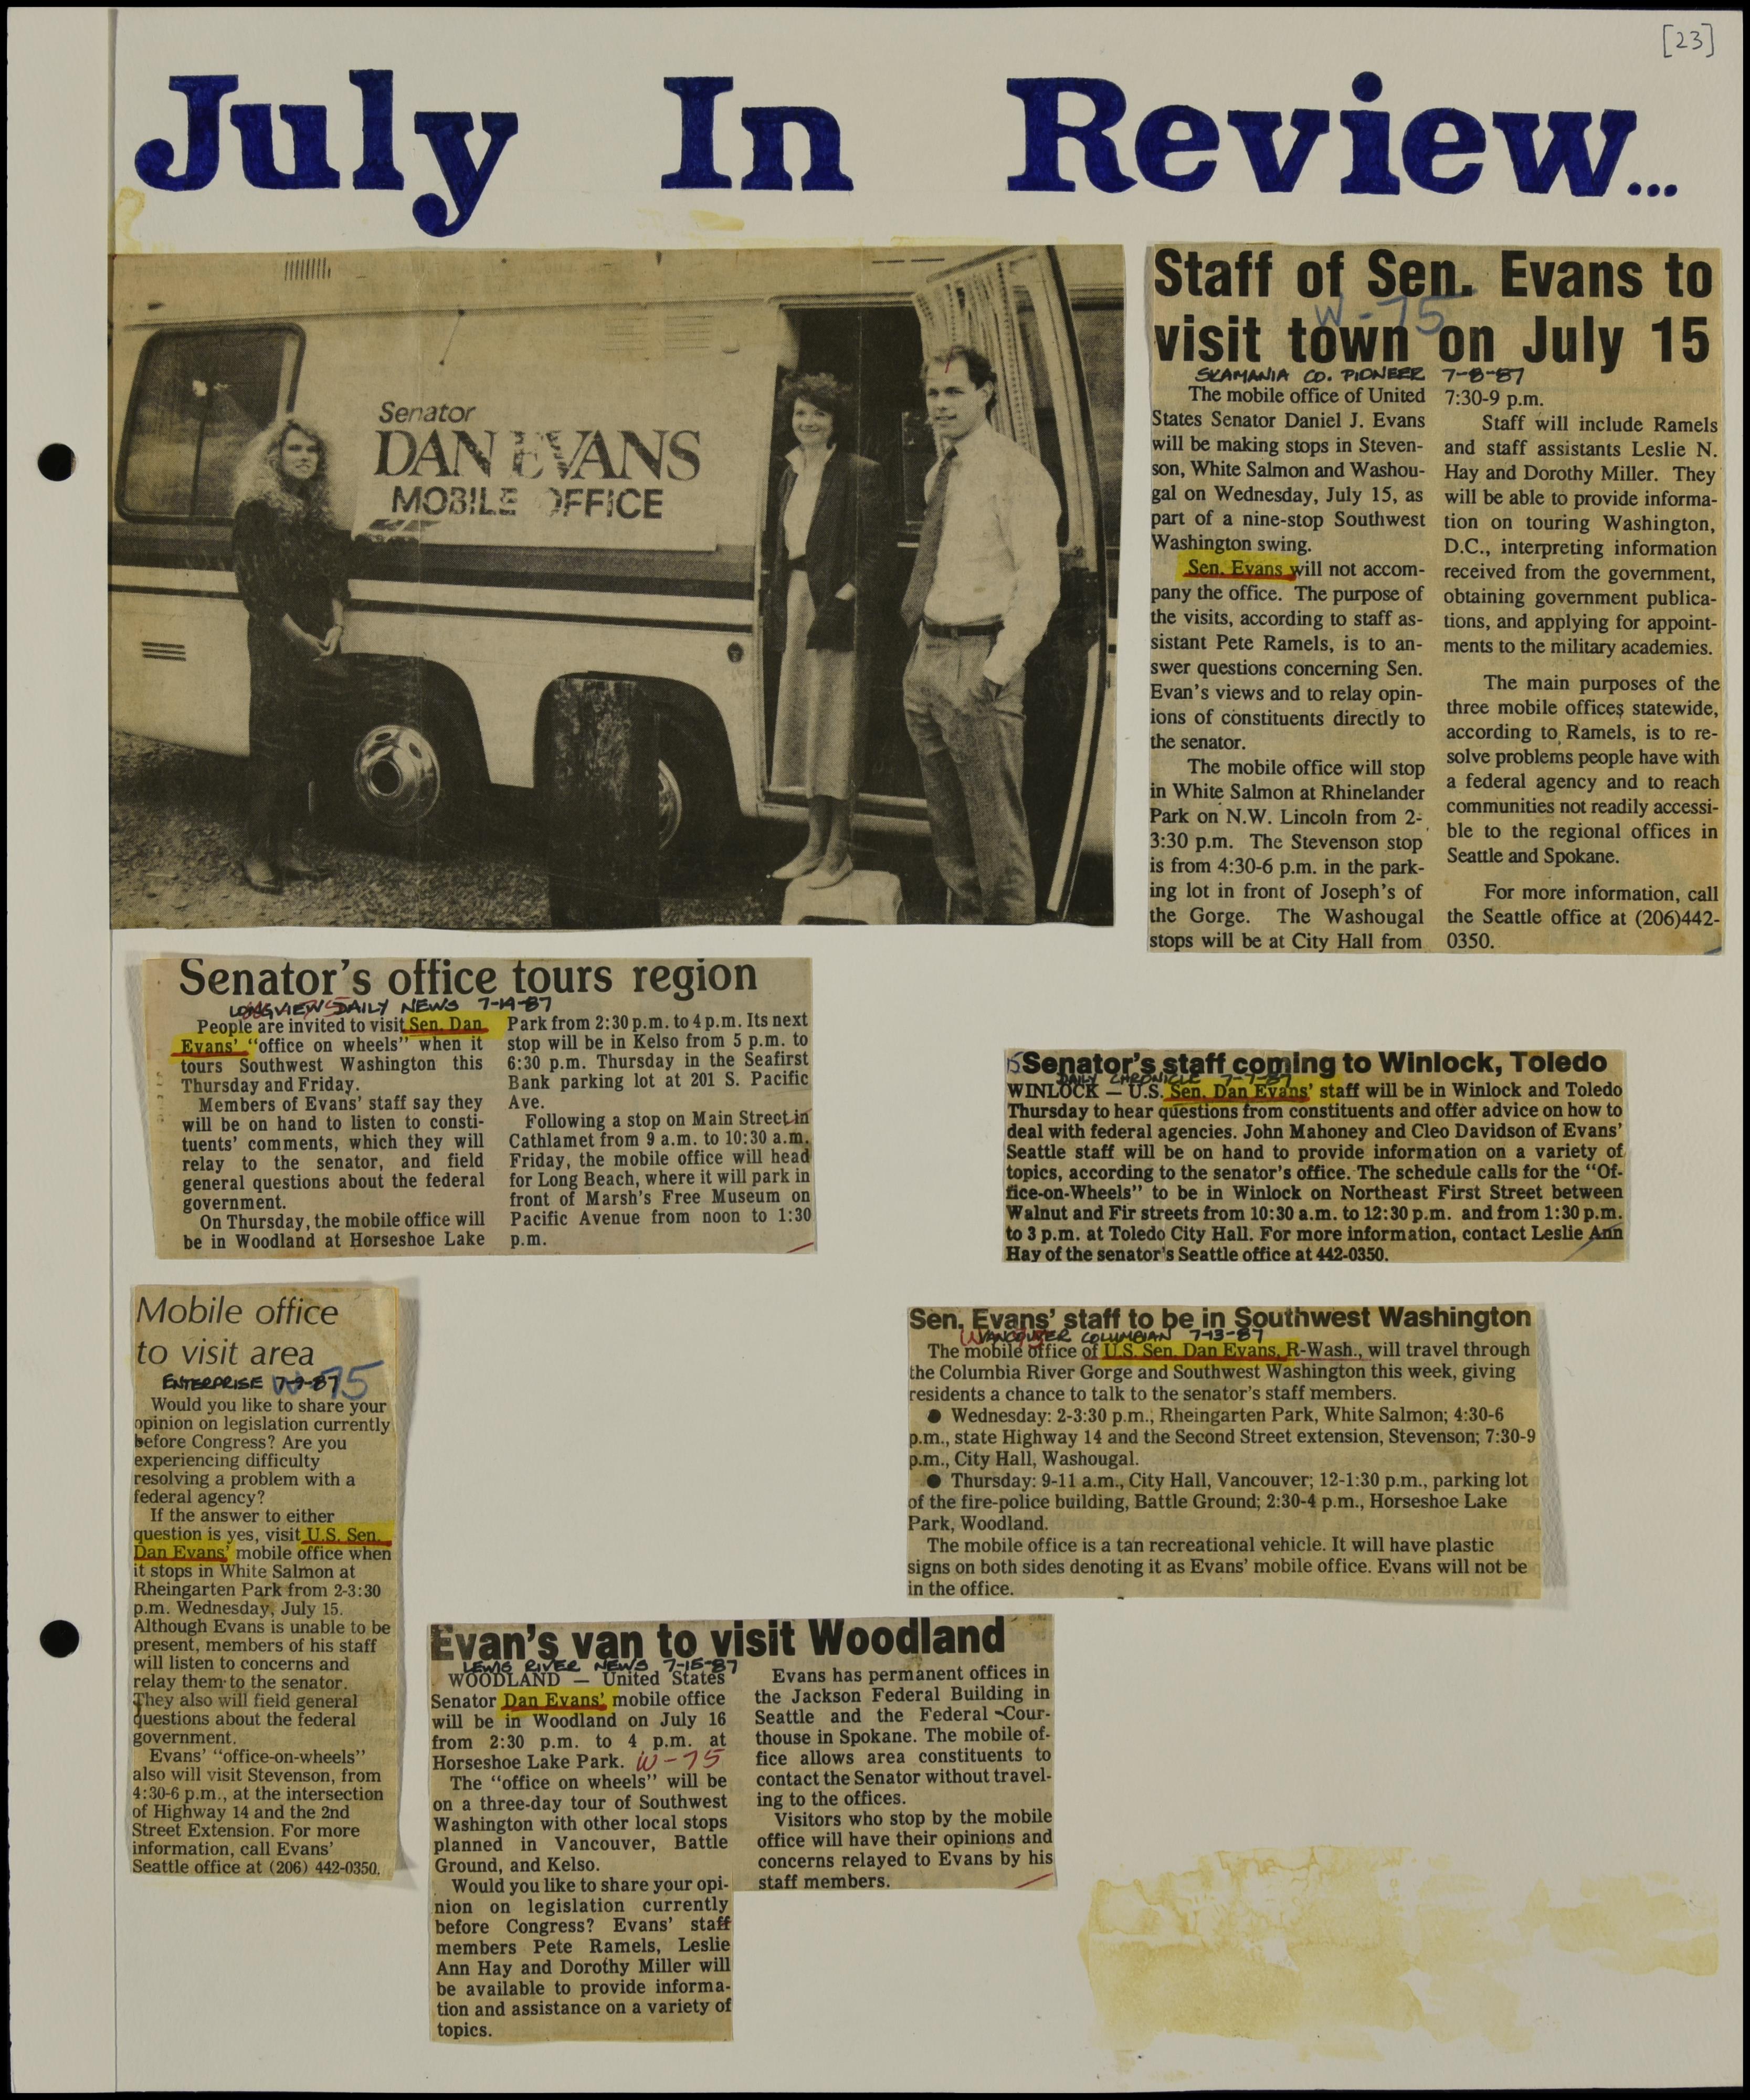 [23]
July In Review...
Senator
DAN EVANS
MOBILE OFFICE
Staff of Sen. Evans to
visit town on July 15
W-75
SKAMANIA CO. PIONEER 7-8-87
The mobile office of United
States Senator Daniel J. Evans
will be making stops in Steven-
son, White Salmon and Washou-
gal on Wednesday, July 15, as
part of a nine-stop Southwest
Washington swing.
Sen. Evans will not accom-
pany the office. The purpose of
the visits, according to staff as-
sistant Pete Ramels, is to an-
swer questions concerning Sen.
Evan's views and to relay opin-
ions of constituents directly to
the senator.
The mobile office will stop
in White Salmon at Rhinelander
Park on N.W. Lincoln from 2-
3:30 p.m. The Stevenson stop
is from 4:30-6 p.m. in the park-
ing lot in front of Joseph's of
the Gorge. The Washougal
stops will be at City Hall from
7:30-9 p.m.
Staff will include Ramels
and staff assistants Leslie N.
Hay and Dorothy Miller. They
will be able to provide informa-
tion on touring Washington,
D.C., interpreting information
received from the government,
obtaining government publica-
tions, and applying for appoint-
ments to the military academies.
The main purposes of the
three mobile offices statewide,
according to Ramels, is to re-
solve problems people have with
a federal agency and to reach
communities not readily accessi-
ble to the regional offices in
Seattle and Spokane.
For more information, call
the Seattle office at (206)442-
0350.
Senator's office tours region
LONGVIEW DAILY NEWS 7-14-87
People are invited to visit Sen. Dan
Evans' "office on wheels" when it
tours Southwest Washington this
Thursday and Friday.
Members of Evans' staff say they
will be on hand to listen to consti-
tuents' comments, which they will
relay to the senator, and field
general questions about the federal
government.
On Thursday, the mobile office will
be in Woodland at Horseshoe Lake
Park from 2:30 p.m. to 4 p.m. Its next
stop will be in Kelso from 5 p.m. to
6:30 p.m. Thursday in the Seafirst
Bank parking lot at 201 S. Pacific
Ave.
Following a stop on Main Street in
Cathlamet from 9 a.m. to 10:30 a.m.
Friday, the mobile office will head
for Long Beach, where it will park in
front of Marsh's Free Museum on
Pacific Avenue from noon to 1:30
p.m.
Senator's staff coming to Winlock, Toledo
DAILY CHRONICLE 7-7-87
WINLOCK — U.S. Sen. Dan Evans' staff will be in Winlock and Toledo
Thursday to hear questions from constituents and offer advice on how to
deal with federal agencies. John Mahoney and Cleo Davidson of Evans'
Seattle staff will be on hand to provide information on a variety of
topics, according to the senator's office. The schedule calls for the "Of-
fice-on-Wheels" to be in Winlock on Northeast First Street between
Walnut and Fir streets from 10:30 a.m. to 12:30 p.m. and from 1:30 p.m.
to 3 p.m. at Toledo City Hall. For more information, contact Leslie Ann
Hay of the senator's Seattle office at 442-0350.
Mobile office
to visit area
ENTERPRISE 7-9-87
W-75
Would you like to share your
opinion on legislation currently
before Congress? Are you
experiencing difficulty
resolving a problem with a
federal agency?
If the answer to either
question is yes, visit U.S. Sen.
Dan Evans' mobile office when
it stops in White Salmon at
Rheingarten Park from 2-3:30
p.m. Wednesday, July 15.
Although Evans is unable to be
present, members of his staff
will listen to concerns and
relay them to the senator.
They also will field general
questions about the federal
government.
Evans' "office-on-wheels"
also will visit Stevenson, from
4:30-6 p.m., at the intersection
of Highway 14 and the 2nd
Street Extension. For more
information, call Evans'
Seattle office at (206) 442-0350.
Sen. Evans' staff to be in Southwest Washington
VANCOUVER COLUMBIAN 7-13-87
The mobile office of U.S. Sen. Dan Evans, R-Wash., will travel through
the Columbia River Gorge and Southwest Washington this week, giving
residents a chance to talk to the senator's staff members.
● Wednesday: 2-3:30 p.m., Rheingarten Park, White Salmon; 4:30-6
p.m., state Highway 14 and the Second Street extension, Stevenson; 7:30-9
p.m., City Hall, Washougal.
● Thursday: 9-11 a.m., City Hall, Vancouver; 12-1:30 p.m., parking lot
of the fire-police building, Battle Ground; 2:30-4 p.m., Horseshoe Lake
Park, Woodland.
The mobile office is a tan recreational vehicle. It will have plastic
signs on both sides denoting it as Evans' mobile office. Evans will not be
in the office.
Evan's van to visit Woodland
LEWIS RIVER NEWS 7-15-87
WOODLAND — United States
Senator Dan Evans' mobile office
will be in Woodland on July 16
from 2:30 p.m. to 4 p.m. at
Horseshoe Lake Park. W-75
The "office on wheels" will be
on a three-day tour of Southwest
Washington with other local stops
planned in Vancouver, Battle
Ground, and Kelso.
Would you like to share your opi-
nion on legislation currently
before Congress? Evans' staff
members Pete Ramels, Leslie
Ann Hay and Dorothy Miller will
be available to provide informa-
tion and assistance on a variety of
topics.
Evans has permanent offices in
the Jackson Federal Building in
Seattle and the Federal Cour-
thouse in Spokane. The mobile of-
fice allows area constituents to
contact the Senator without travel-
ing to the offices.
Visitors who stop by the mobile
office will have their opinions and
concerns relayed to Evans by his
staff members.